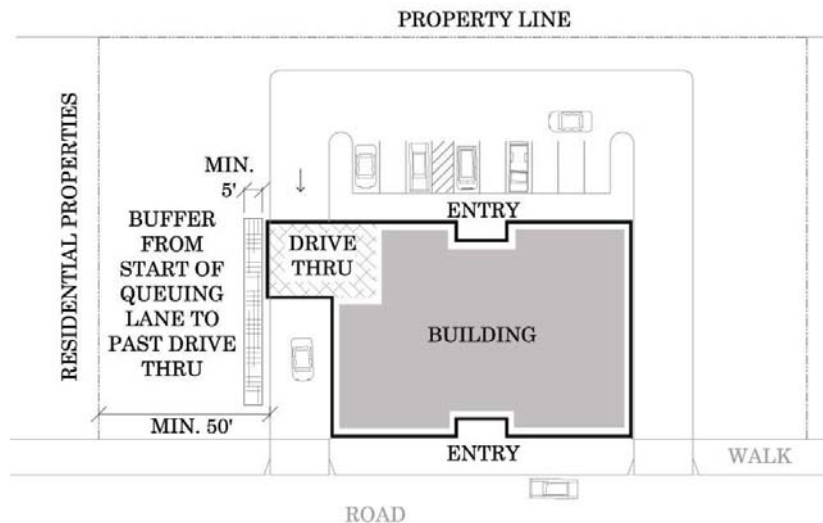 PROPERTY LINE
RESIDENTIAL PROPERTIES
MIN.
5'
BUFFER
FROM
START OF
QUEUING
LANE TO
PAST DRIVE
THRU
MIN. 50'
ENTRY
DRIVE
THRU
BUILDING
ENTRY
WALK
ROAD